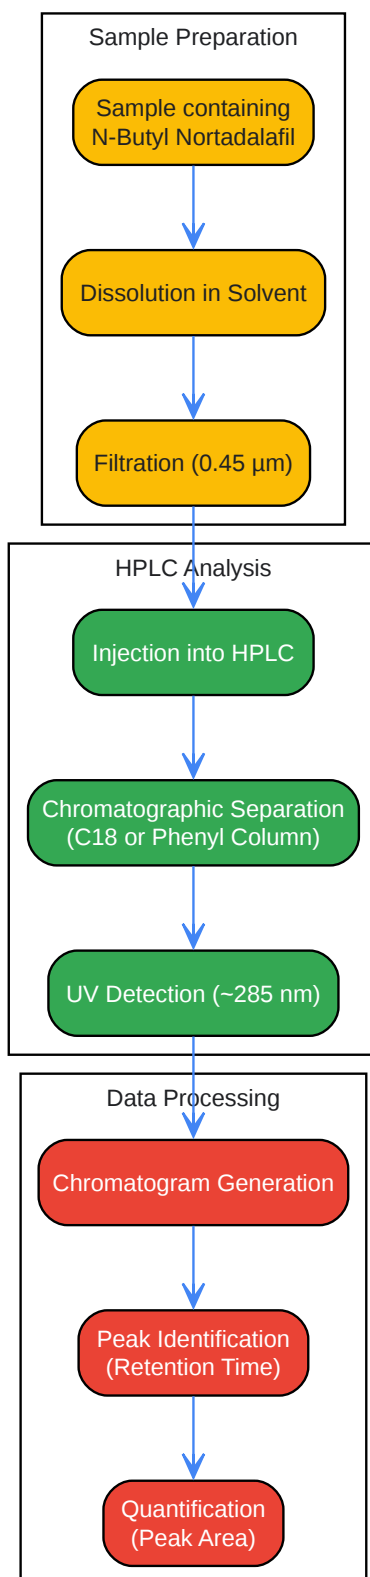 Sample Preparation
Sample containing
N-Butyl Nortadalafil
Dissolution in Solvent
Filtration (0.45 µm)
HPLC Analysis
Injection into HPLC
Chromatographic Separation
(C18 or Phenyl Column)
UV Detection (~285 nm)
Data Processing
Chromatogram Generation
Peak Identification
(Retention Time)
Quantification
(Peak Area)